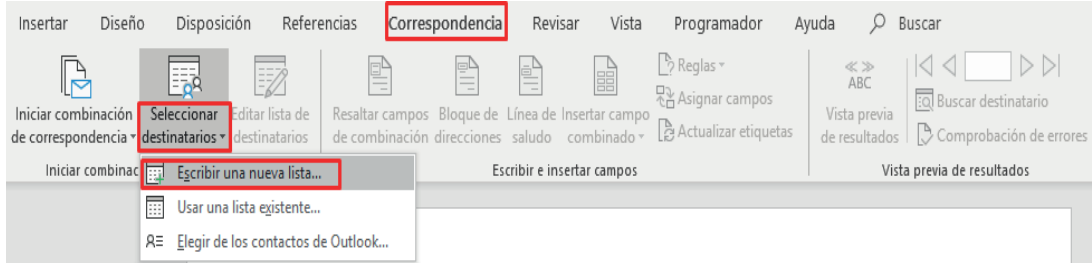 Insertar Diseño Disposición Referencias Correspondencia Revisar Vista Programador Ayuda Buscar
Iniciar combinación de correspondencia
Seleccionar destinatarios
Editar lista de destinatarios
Resaltar campos de combinación
Bloque de direcciones
Línea de saludo
Insertar campo combinado
Reglas
Asignar campos
Actualizar etiquetas
ABC
Vista previa de resultados
Buscar destinatario
Comprobación de errores
Iniciar combinac
Escribir e insertar campos
Vista previa de resultados
Escribir una nueva lista...
Usar una lista existente...
Elegir de los contactos de Outlook...